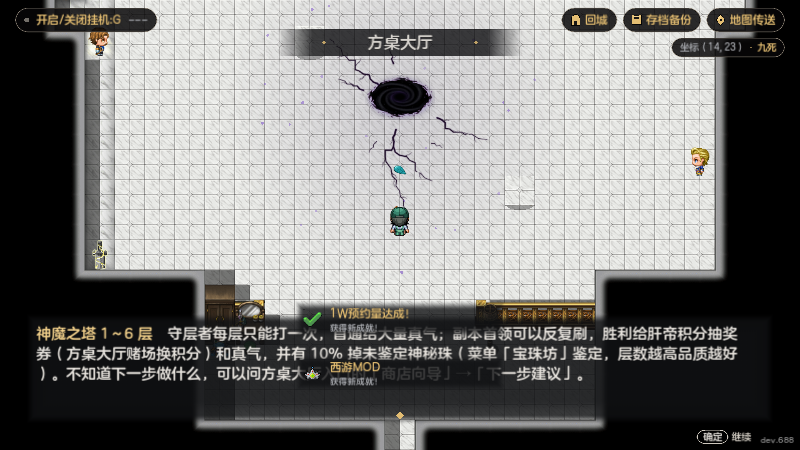 开启/关闭挂机:G ---
回城
存档备份
地图传送
方桌大厅
坐标 (14,23) · 九死
1W预约量达成!
获得新成就!
神魔之塔 1~6 层 守层者每层只能打一次，首通给大量真气；副本首领可以反复刷，胜利给肝帝积分抽奖
券（方桌大厅赌场换积分）和真气，并有 10% 掉未鉴定神秘珠（菜单「宝珠坊」鉴定，层数越高品质越好
）。不知道下一步做什么，可以问方桌大
商店向导」→「下一步建议」。
西游MOD
获得新成就!
确定 继续
dev.688